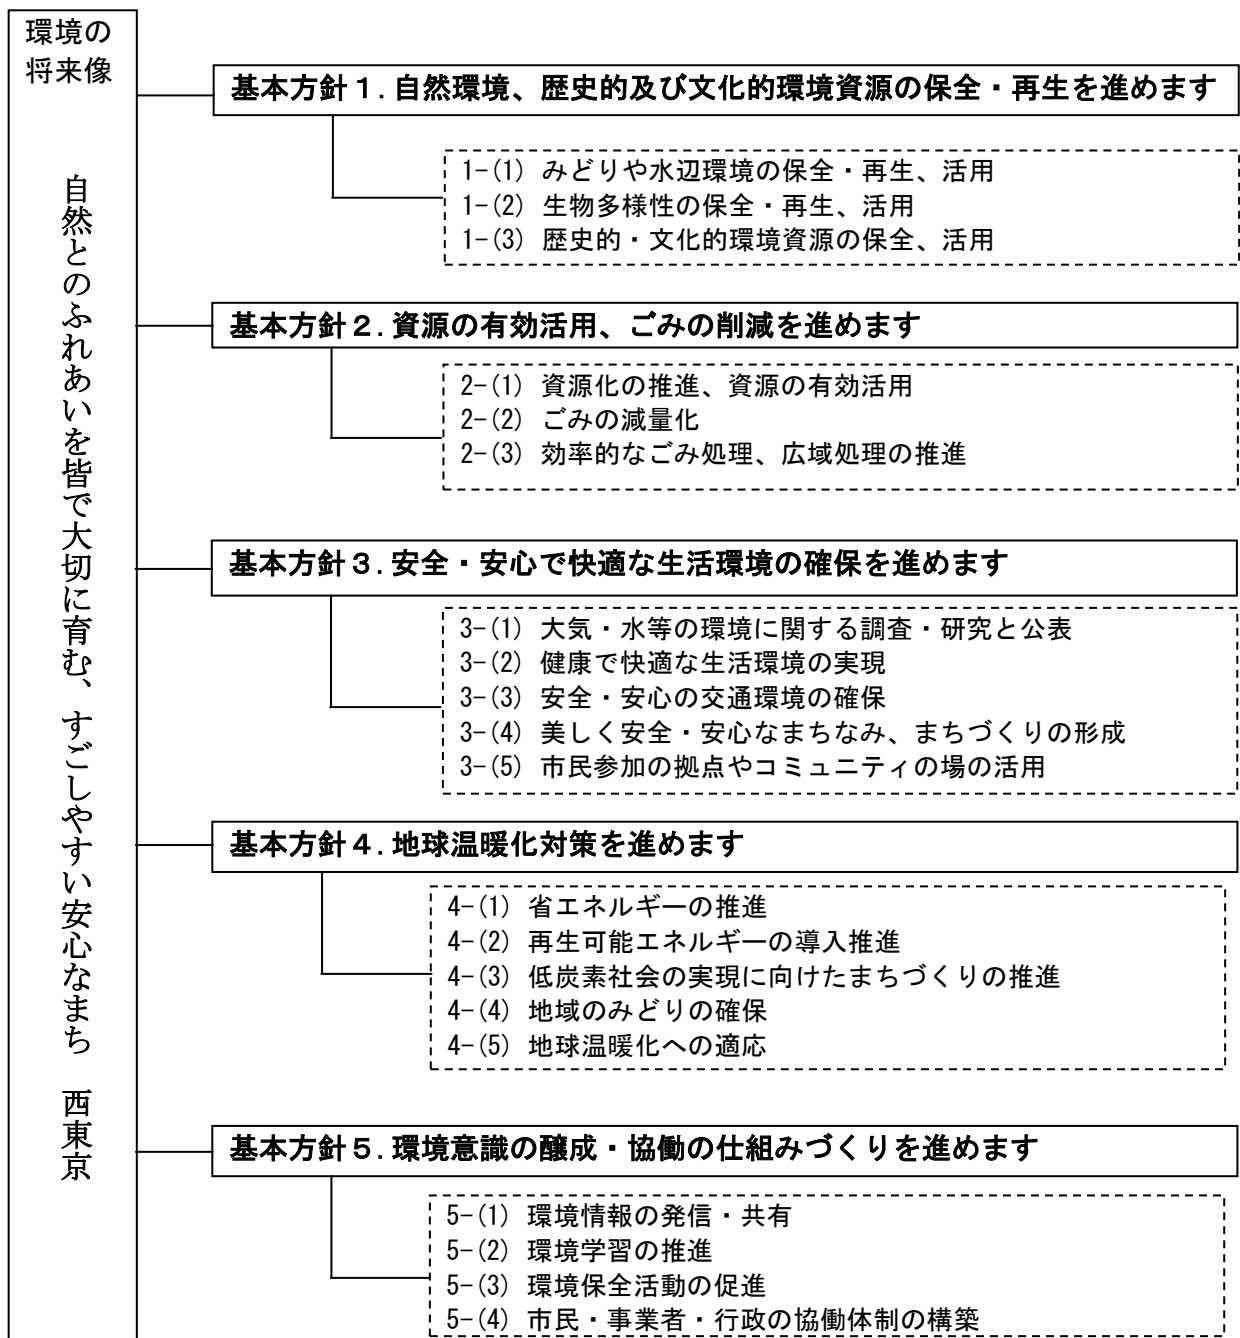 環境の
将来像
自然とのふれあいを皆で大切に育む、すごしやすい安心なまち　西東京
基本方針１.自然環境、歴史的及び文化的環境資源の保全・再生を進めます
1-(1) みどりや水辺環境の保全・再生、活用
1-(2) 生物多様性の保全・再生、活用
1-(3) 歴史的・文化的環境資源の保全、活用
基本方針２.資源の有効活用、ごみの削減を進めます
2-(1) 資源化の推進、資源の有効活用
2-(2) ごみの減量化
2-(3) 効率的なごみ処理、広域処理の推進
基本方針３.安全・安心で快適な生活環境の確保を進めます
3-(1) 大気・水等の環境に関する調査・研究と公表
3-(2) 健康で快適な生活環境の実現
3-(3) 安全・安心の交通環境の確保
3-(4) 美しく安全・安心なまちなみ、まちづくりの形成
3-(5) 市民参加の拠点やコミュニティの場の活用
基本方針４.地球温暖化対策を進めます
4-(1) 省エネルギーの推進
4-(2) 再生可能エネルギーの導入推進
4-(3) 低炭素社会の実現に向けたまちづくりの推進
4-(4) 地域のみどりの確保
4-(5) 地球温暖化への適応
基本方針５.環境意識の醸成・協働の仕組みづくりを進めます
5-(1) 環境情報の発信・共有
5-(2) 環境学習の推進
5-(3) 環境保全活動の促進
5-(4) 市民・事業者・行政の協働体制の構築